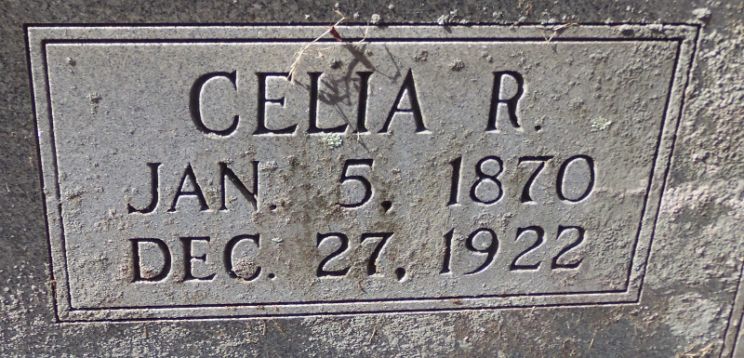 CELIA R.
JAN. 5, 1870
DEC. 27, 1922